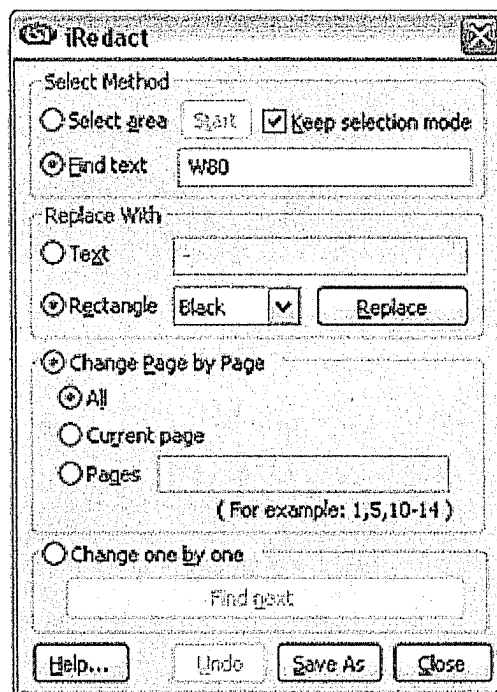 iRedact
Select Method
Select area Start Keep selection mode
Find text W80
Replace With
Text -
Rectangle Black Replace
Change Page by Page
All
Current page
Pages
( For example: 1,5,10-14 )
Change one by one
Find next
Help... Undo Save As Close